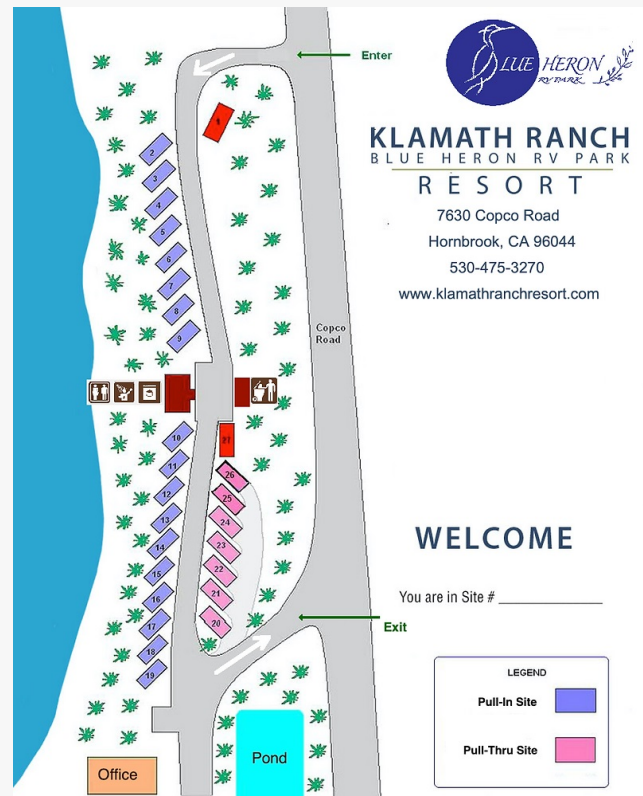 Enter
BLUE HERON
RV PARK
KLAMATH RANCH
BLUE HERON RV PARK
RESORT
7630 Copco Road
Hornbrook, CA 96044
530-475-3270
www.klamathranchresort.com
1
2
3
4
5
6
7
8
9
Copco
Road
10
11
12
13
14
15
16
17
18
19
26
25
24
23
22
21
20
WELCOME
You are in Site # ____________
Exit
LEGEND
Pull-In Site
Pull-Thru Site
Office
Pond